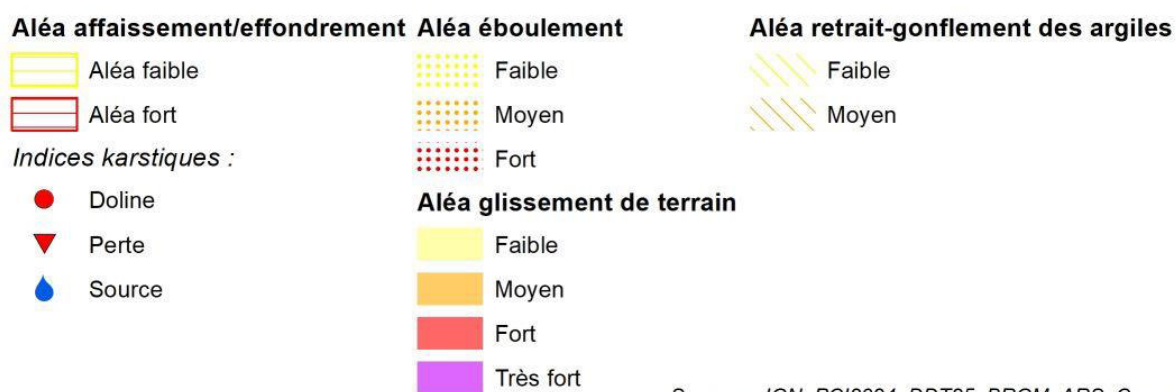 Aléa affaissement/effondrement
Aléa faible
Aléa fort
Indices karstiques :
Doline
Perte
Source
Aléa éboulement
Faible
Moyen
Fort
Aléa glissement de terrain
Faible
Moyen
Fort
Très fort
Aléa retrait-gonflement des argiles
Faible
Moyen